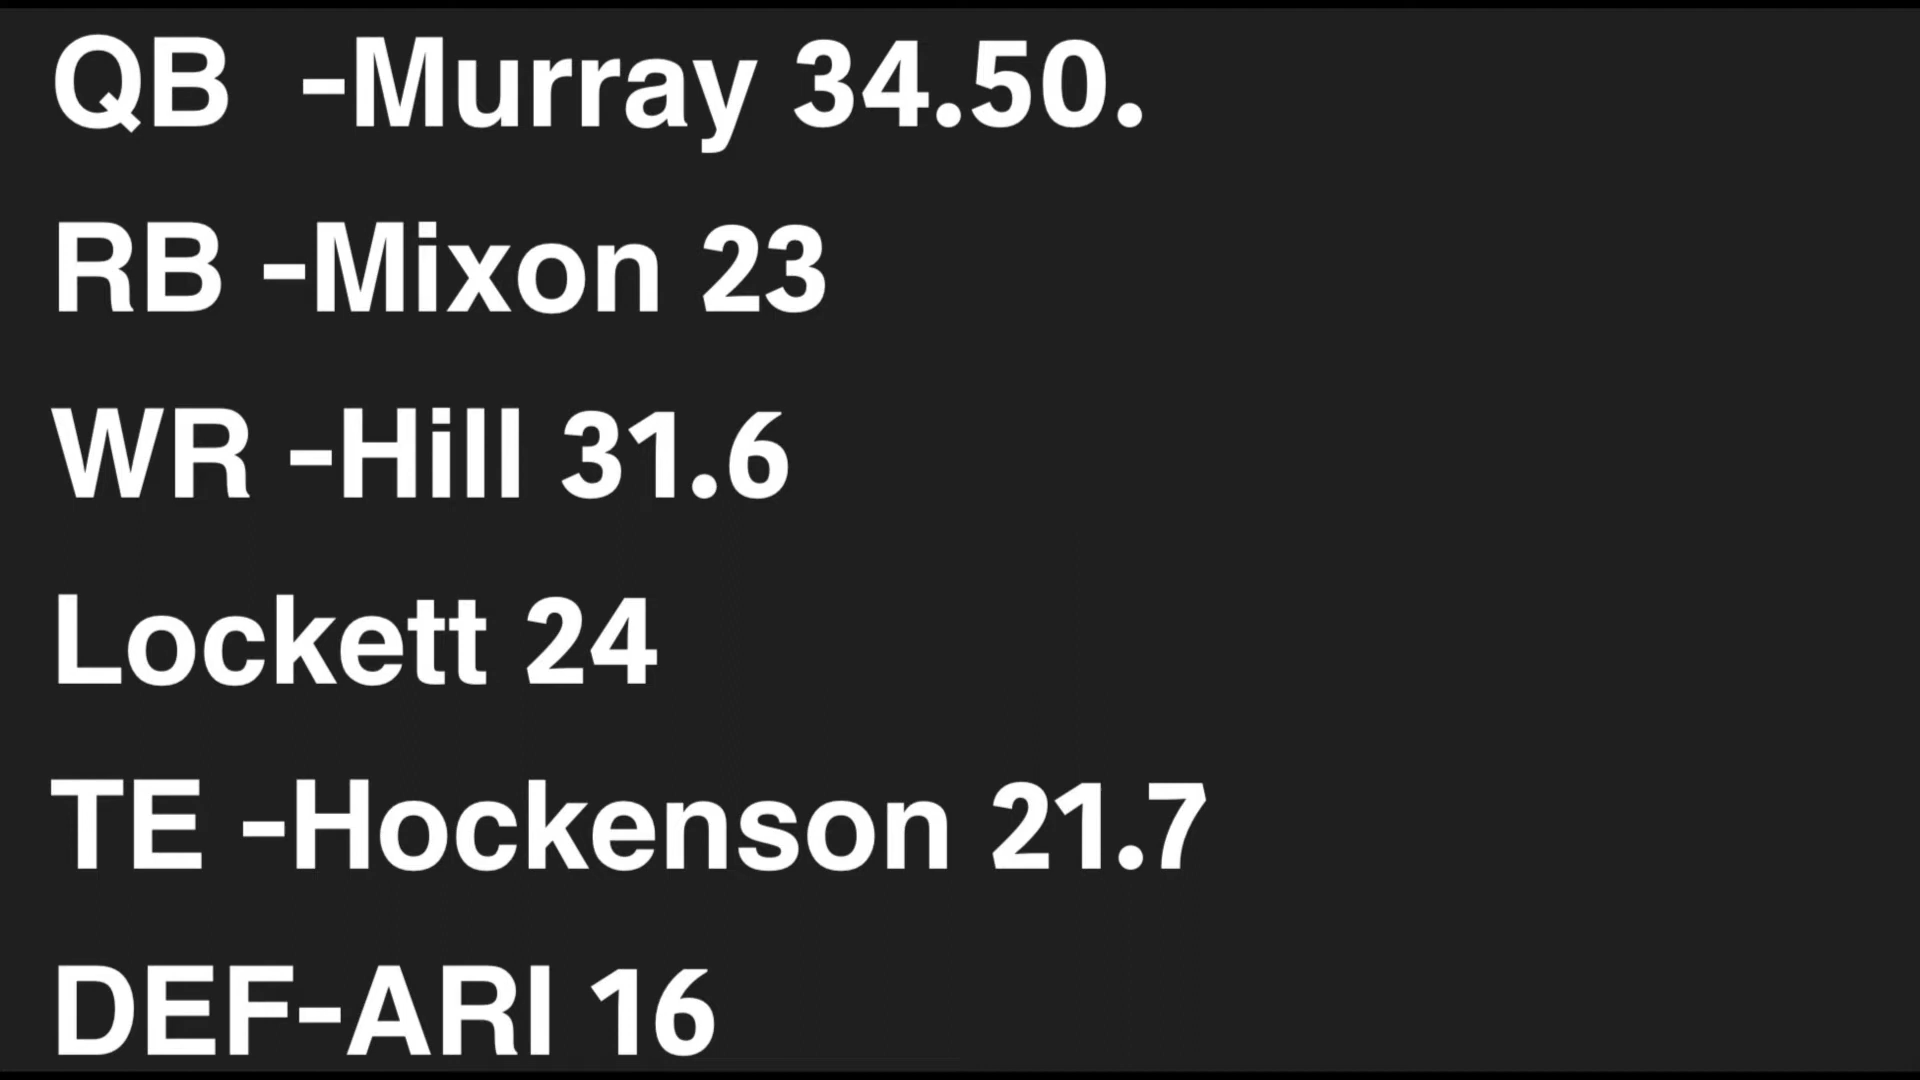 QB -Murray 34.50.
RB -Mixon 23
WR -Hill 31.6
Lockett 24
TE -Hockenson 21.7
DEF-ARI 16